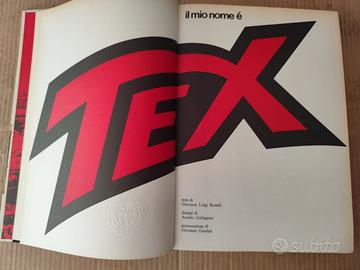 il mio nome é
TEX
testi di
Giovanni Luigi Bonelli
disegni di
Aurelio Galleppini
presentazione di
Giovanni Gandini
subito